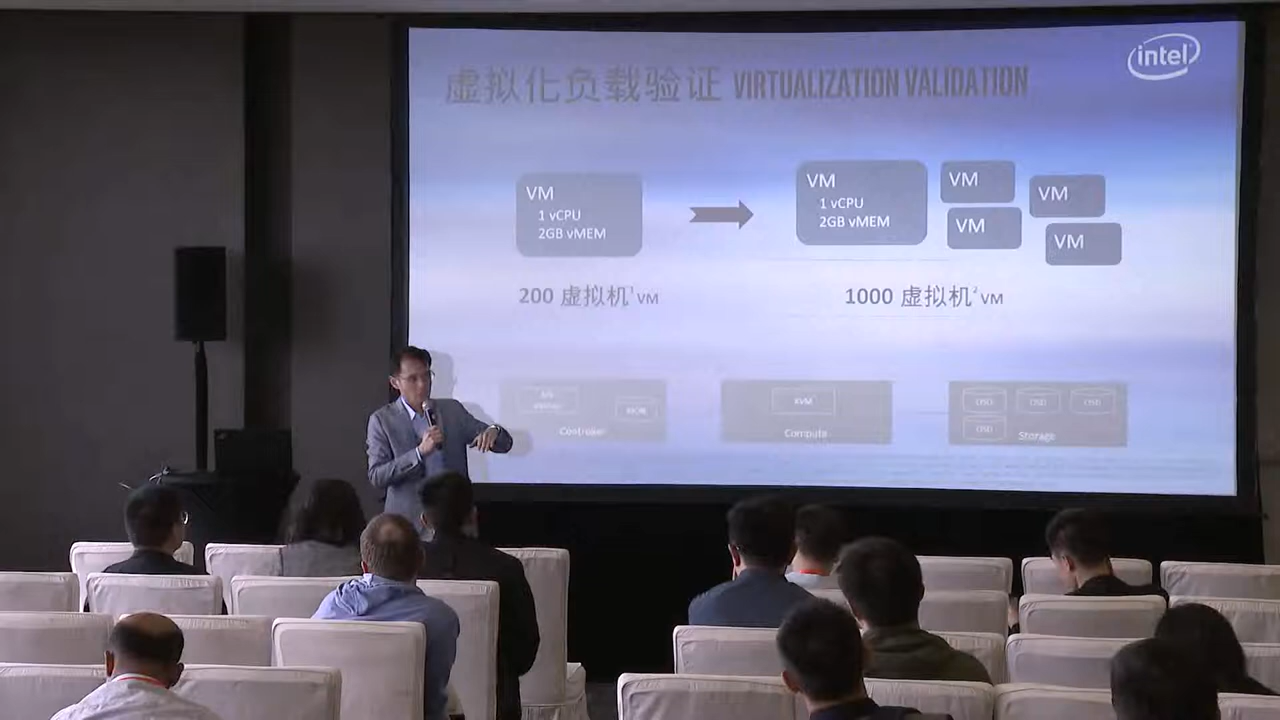 intel
虚拟化负载验证 VIRTUALIZATION VALIDATION
VM
1 vCPU
2GB vMEM
VM
1 vCPU
2GB vMEM
VM
VM
VM
VM
200 虚拟机¹ VM
1000 虚拟机² VM
Controller
KVM
Compute
OSD
OSD
OSD
OSD
Storage